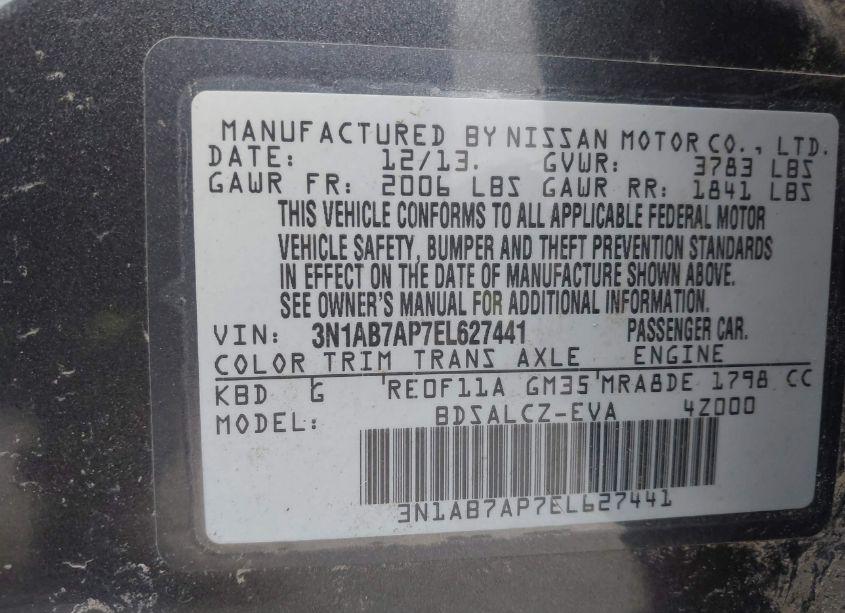 MANUFACTURED BY NISSAN MOTOR CO., LTD.
DATE: 12/13. GVWR: 3783 LBS
GAWR FR: 2006 LBS GAWR RR: 1841 LBS
THIS VEHICLE CONFORMS TO ALL APPLICABLE FEDERAL MOTOR
VEHICLE SAFETY, BUMPER AND THEFT PREVENTION STANDARDS
IN EFFECT ON THE DATE OF MANUFACTURE SHOWN ABOVE.
SEE OWNER'S MANUAL FOR ADDITIONAL INFORMATION.
VIN: 3N1AB7AP7EL627441 PASSENGER CAR.
COLOR TRIM TRANS AXLE ENGINE
KBD G RE0F11A GM35 MRA8DE 1798 CC
MODEL: BDSALCZ-EVA 4Z000
3N1AB7AP7EL627441